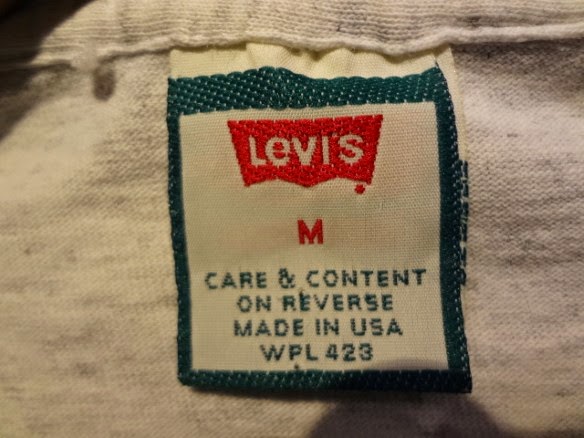 Levi's
M
CARE & CONTENT
ON REVERSE
MADE IN USA
WPL 423